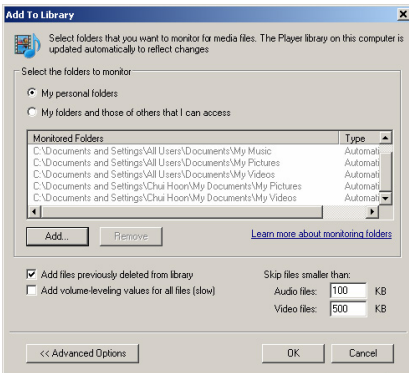 Add To Library
Select folders that you want to monitor for media files. The Player library on this computer is
updated automatically to reflect changes
Select the folders to monitor
My personal folders
My folders and those of others that I can access
Monitored Folders Type
C:\Documents and Settings\All Users\Documents\My Music Automati
C:\Documents and Settings\All Users\Documents\My Pictures Automati
C:\Documents and Settings\All Users\Documents\My Videos Automati
C:\Documents and Settings\Chui Hoon\My Documents\My Pictures Automati
C:\Documents and Settings\Chui Hoon\My Documents\My Videos Automati
Add... Remove Learn more about monitoring folders
Add files previously deleted from library
Add volume-leveling values for all files (slow)
Skip files smaller than:
Audio files: 100 KB
Video files: 500 KB
<< Advanced Options OK Cancel